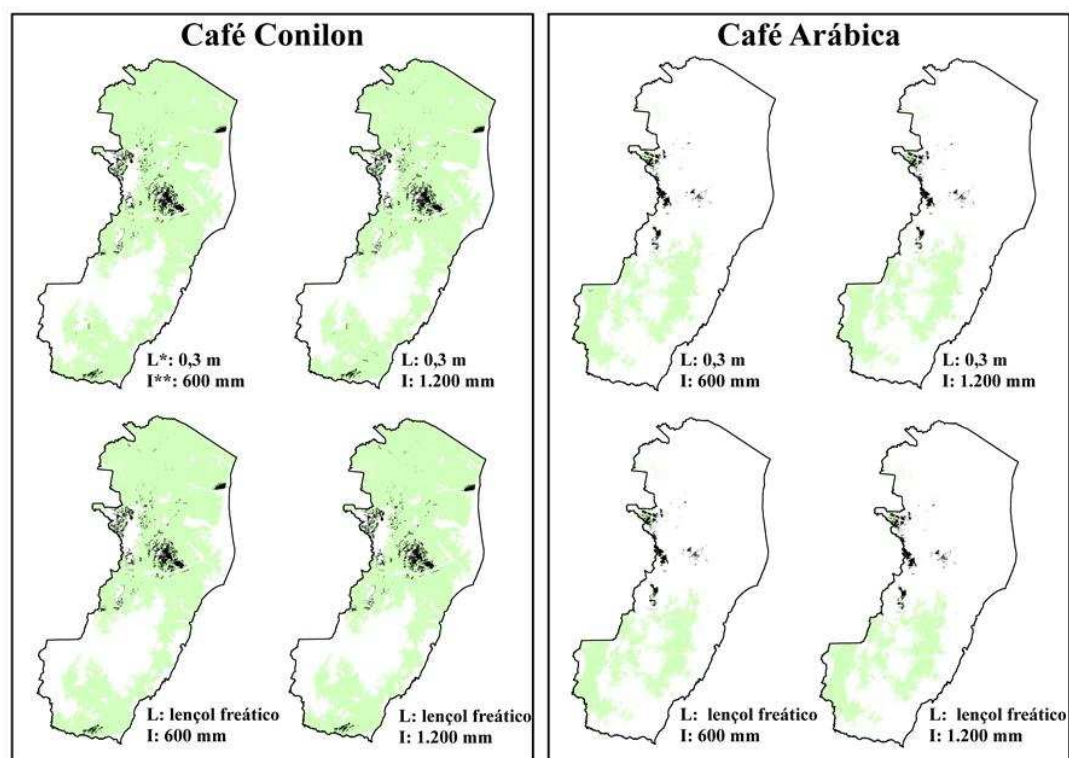 Café Conilon
L*: 0,3 m
I**: 600 mm
L: 0,3 m
I: 1.200 mm
L: lençol freático
I: 600 mm
L: lençol freático
I: 1.200 mm
Café Arábica
L: 0,3 m
I: 600 mm
L: 0,3 m
I: 1.200 mm
L: lençol freático
I: 600 mm
L: lençol freático
I: 1.200 mm